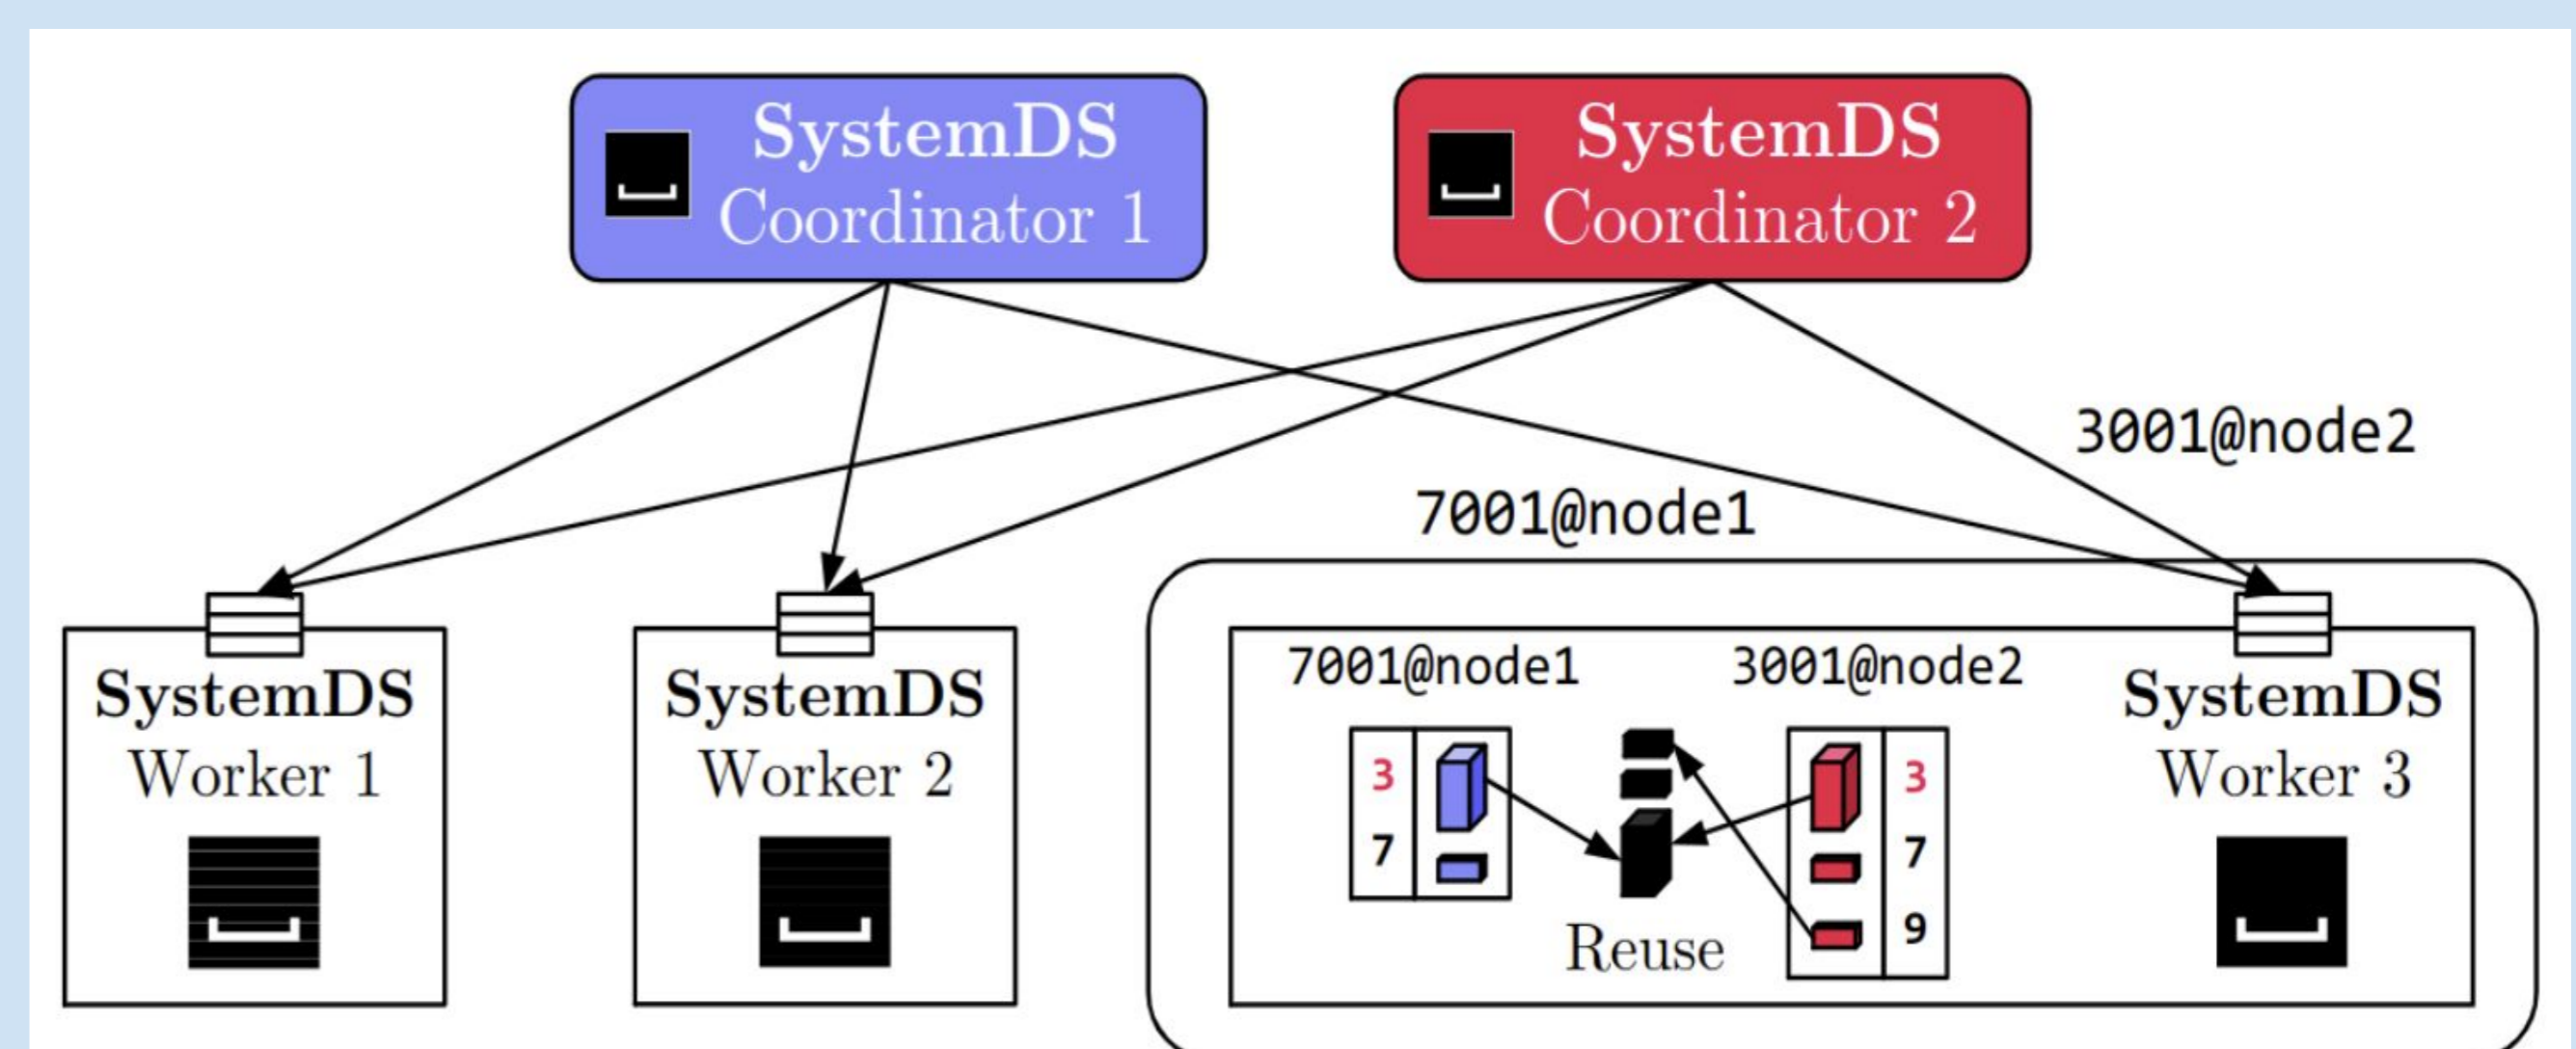 SystemDS
Coordinator 1
SystemDS
Coordinator 2
3001@node2
7001@node1
SystemDS
Worker 1
SystemDS
Worker 2
7001@node1
3001@node2
3
7
Reuse
3
7
9
SystemDS
Worker 3